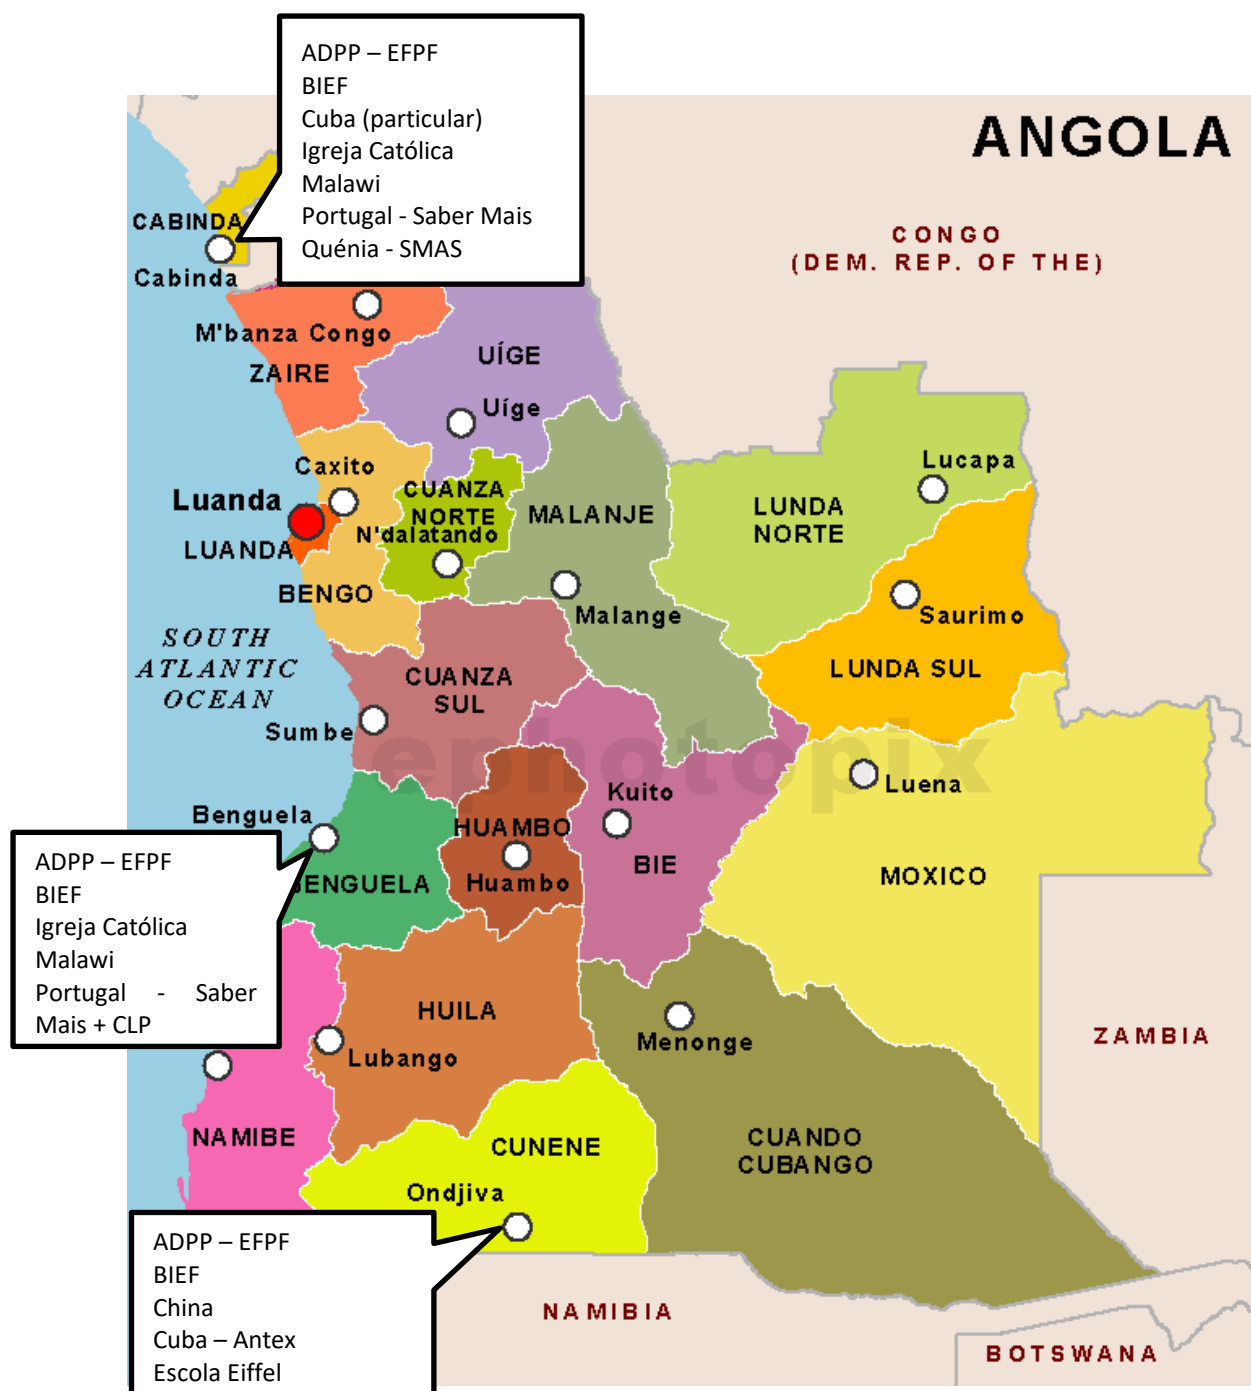 ADPP – EFPF
BIEF
Cuba (particular)
Igreja Católica
Malawi
Portugal - Saber Mais
Quénia - SMAS
ANGOLA
CONGO
(DEM. REP. OF THE)
CABINDA
Cabinda
M'banza Congo
ZAIRE
UÍGE
Uíge
Caxito
Luanda
LUANDA
BENGO
CUANZA
NORTE
N'dalatando
MALANJE
Malange
LUNDA
NORTE
Lucapa
Saurimo
LUNDA SUL
SOUTH
ATLANTIC
OCEAN
CUANZA
SUL
Sumbe
ephotopix
Luena
Kuito
BIE
MOXICO
Benguela
BENGUELA
HUAMBO
Huambo
ADPP – EFPF
BIEF
Igreja Católica
Malawi
Portugal - Saber
Mais + CLP
HUILA
Lubango
Menonge
ZAMBIA
NAMIBE
CUNENE
Ondjiva
CUANDO
CUBANGO
ADPP – EFPF
BIEF
China
Cuba – Antex
Escola Eiffel
NAMIBIA
BOTSWANA